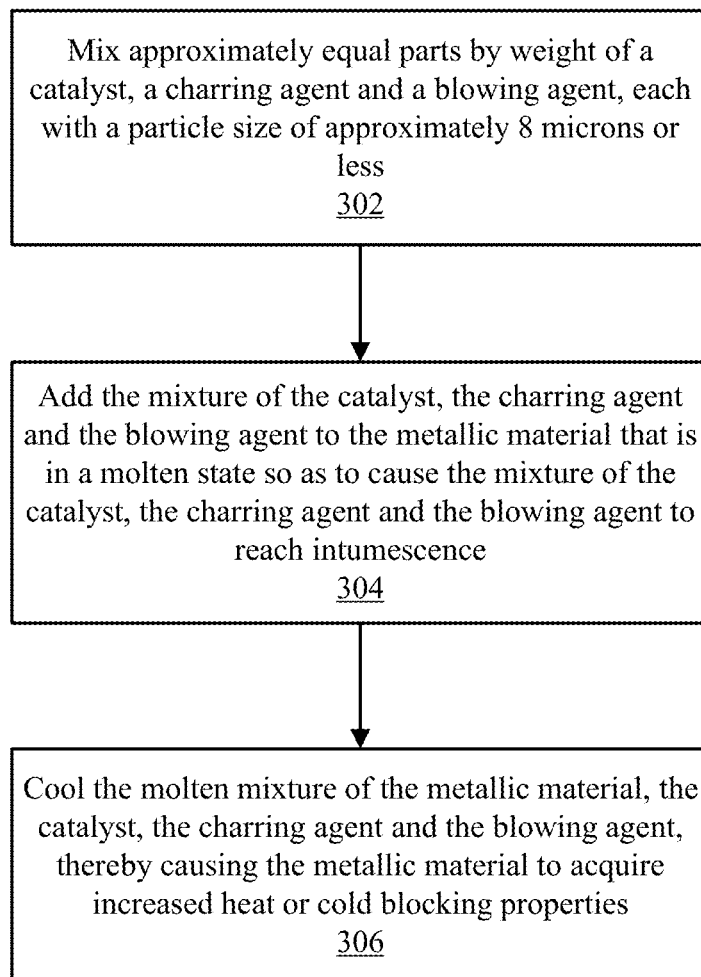 Mix approximately equal parts by weight of a
catalyst, a charring agent and a blowing agent, each
with a particle size of approximately 8 microns or
less
302
Add the mixture of the catalyst, the charring agent
and the blowing agent to the metallic material that is
in a molten state so as to cause the mixture of the
catalyst, the charring agent and the blowing agent to
reach intumescence
304
Cool the molten mixture of the metallic material, the
catalyst, the charring agent and the blowing agent,
thereby causing the metallic material to acquire
increased heat or cold blocking properties
306